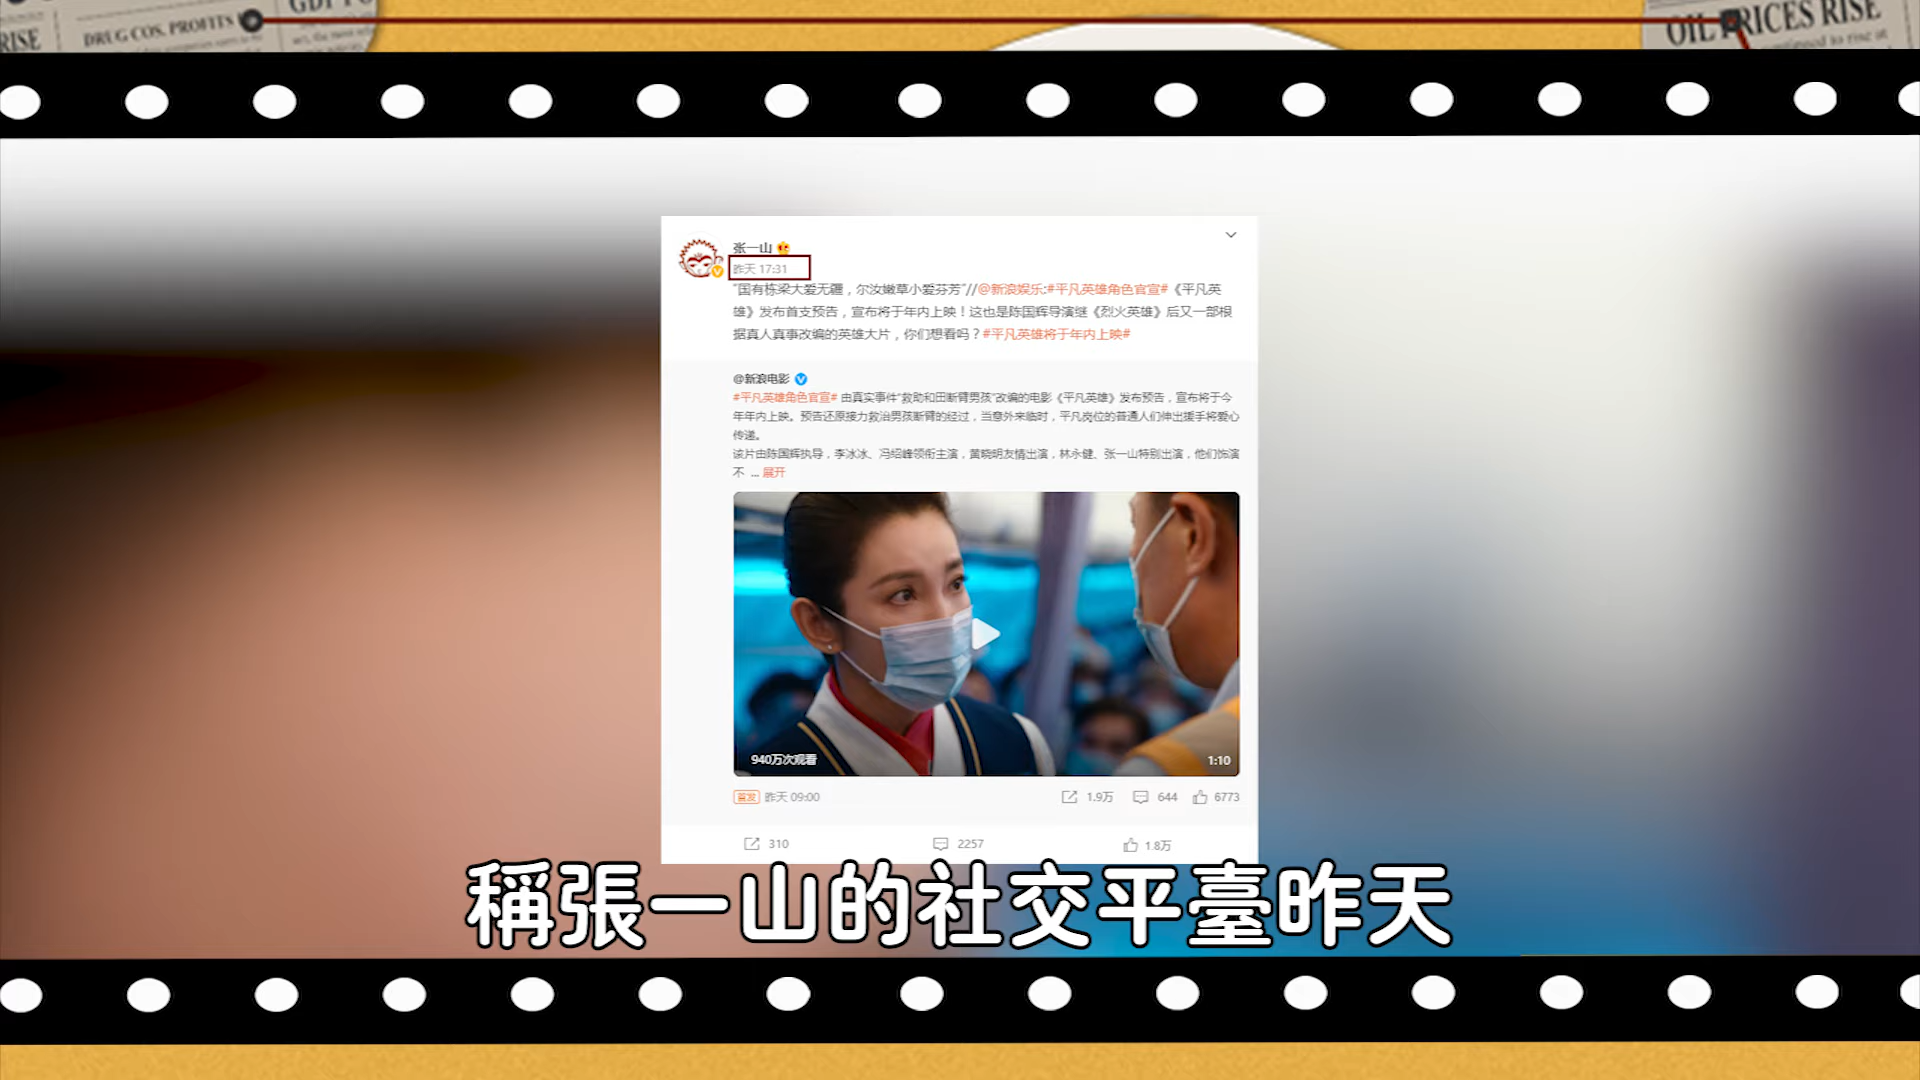 RISE
DRUG COS. PROFITS
OIL PRICES RISE
continued to rise at
张一山
昨天 17:31
"国有栋梁大爱无疆，尔汝嫩草小爱芬芳"//@新浪娱乐:#平凡英雄角色官宣#《平凡英
雄》发布首支预告，宣布将于年内上映！这也是陈国辉导演继《烈火英雄》后又一部根
据真人真事改编的英雄大片，你们想看吗？#平凡英雄将于年内上映#
@新浪电影
#平凡英雄角色官宣# 由真实事件"救助和田断臂男孩"改编的电影《平凡英雄》发布预告，宣布将于今
年年内上映。预告还原接力救治男孩断臂的经过，当意外来临时，平凡岗位的普通人们伸出援手将爱心
传递。
该片由陈国辉执导，李冰冰、冯绍峰领衔主演，黄晓明友情出演，林永健、张一山特别出演，他们饰演
不 ... 展开
940万次观看
1:10
首发 昨天 09:00
1.9万 644 6773
310 2257 1.8万
稱張一山的社交平臺昨天